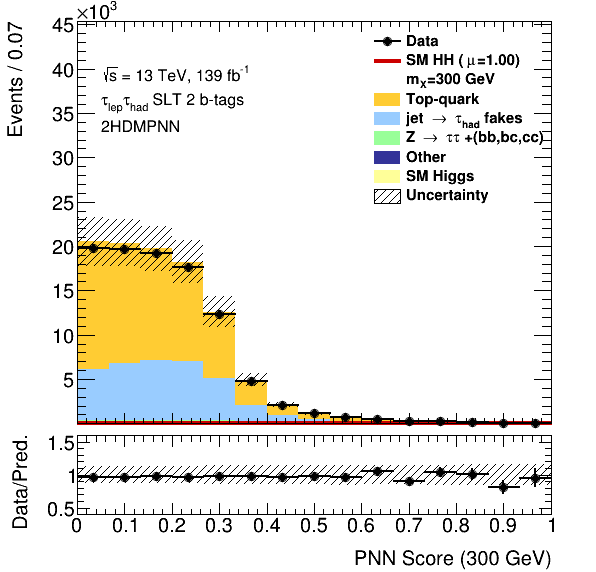 ×10³
Events / 0.07
45
40
35
30
25
20
15
10
5
√s = 13 TeV, 139 fb⁻¹
τlepτhad SLT 2 b-tags
2HDMPNN
Data
SM HH ( μ=1.00)
mX=300 GeV
Top-quark
jet → τhad fakes
Z → ττ +(bb,bc,cc)
Other
SM Higgs
Uncertainty
Data/Pred.
1.5
1
0.5
0 0.1 0.2 0.3 0.4 0.5 0.6 0.7 0.8 0.9 1
PNN Score (300 GeV)